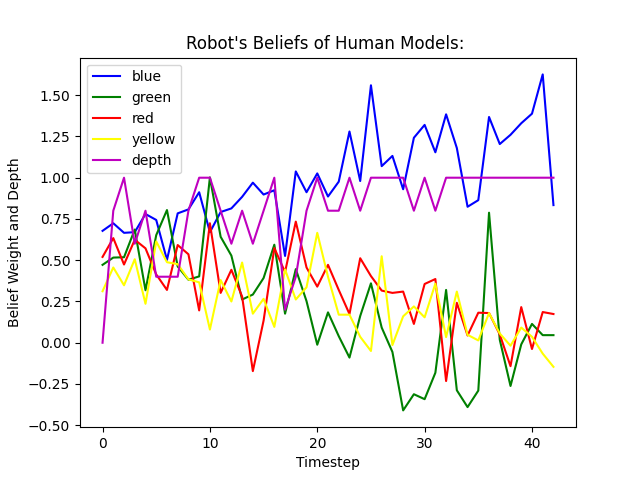 Robot's Beliefs of Human Models:
blue
green
red
yellow
depth
1.50
1.25
1.00
0.75
0.50
0.25
0.00
−0.25
−0.50
Belief Weight and Depth
0 10 20 30 40
Timestep